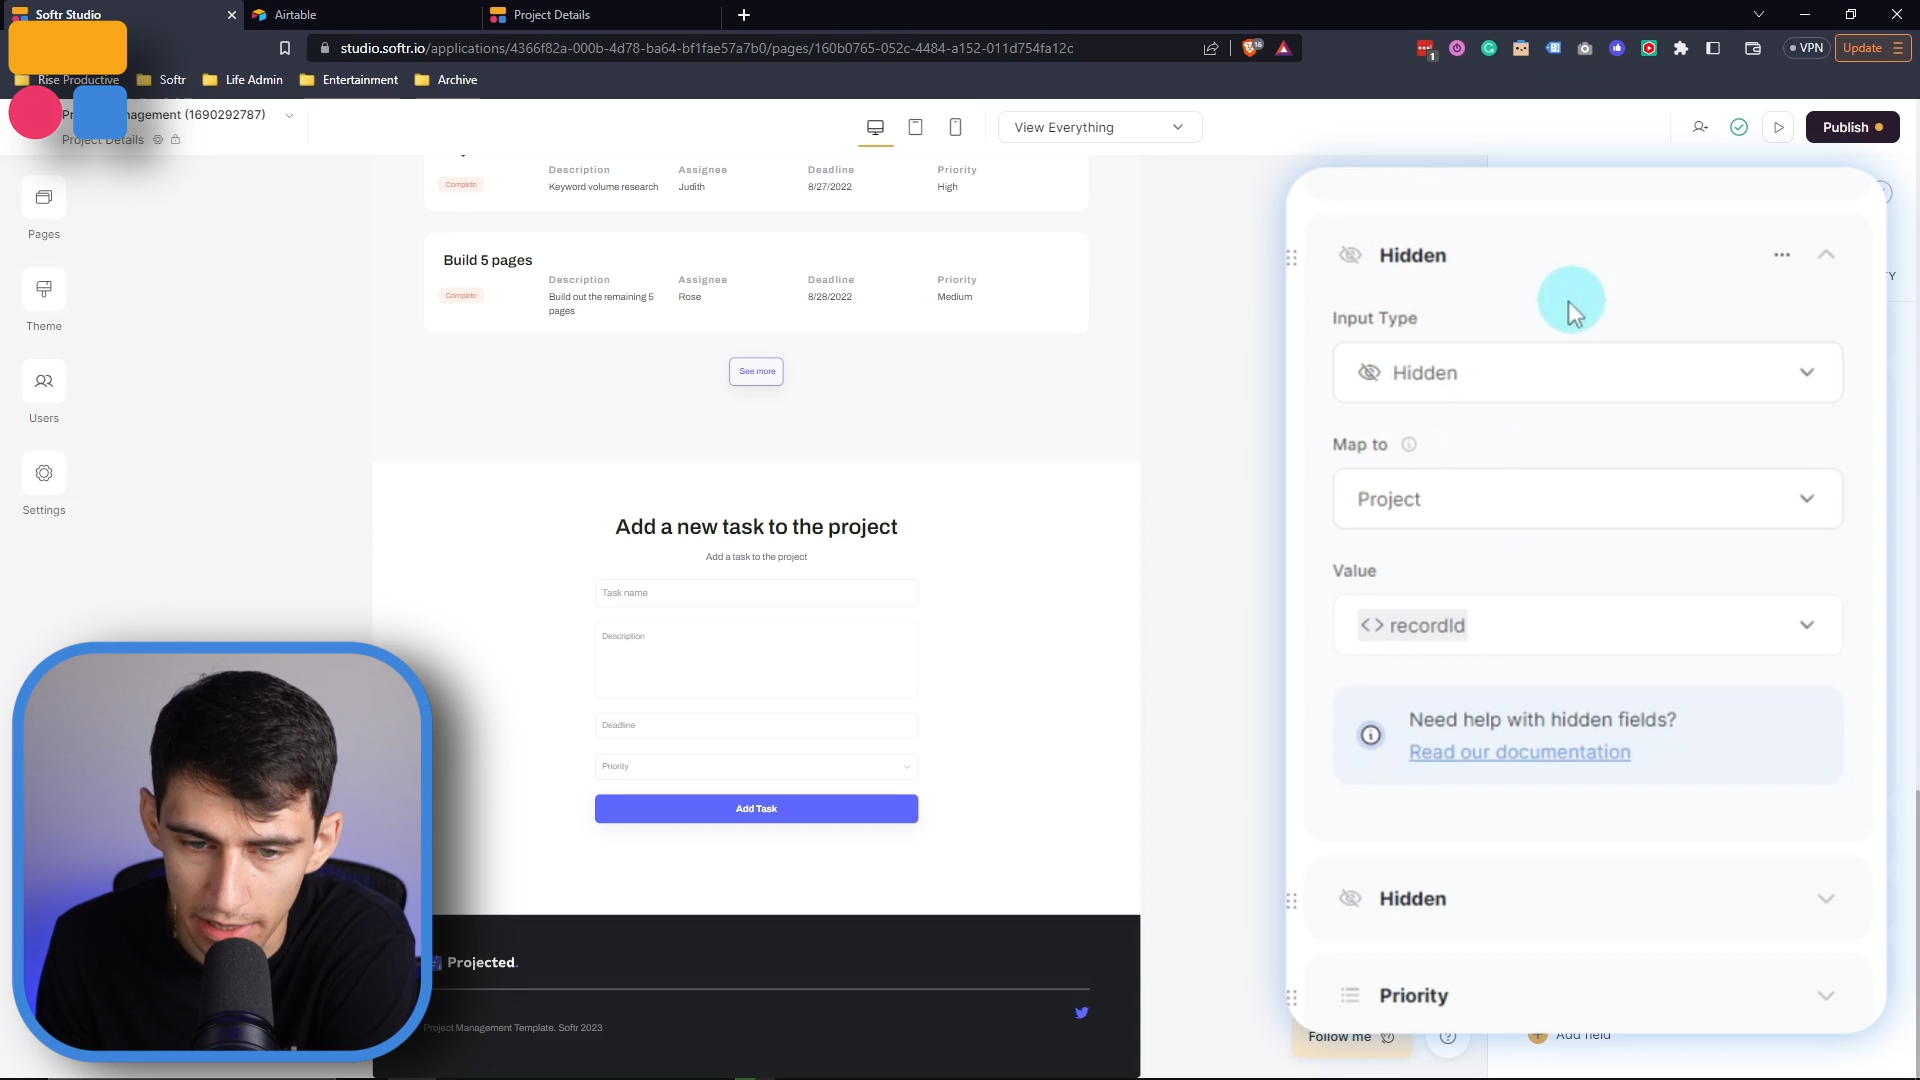 Softr Studio
Airtable
Project Details
studio.softr.io/applications/4366f82a-000b-4d78-ba64-bf1fae57a7b0/pages/160b0765-052c-4484-a152-011d754fa12c
16
1
VPN
Update
Rise Productive
Softr
Life Admin
Entertainment
Archive
agement (1690292787)
Project Details
View Everything
Publish
Pages
Theme
Users
Settings
Description
Assignee
Deadline
Priority
Complete
Keyword volume research
Judith
8/27/2022
High
Build 5 pages
Description
Assignee
Deadline
Priority
Complete
Build out the remaining 5
pages
Rose
8/28/2022
Medium
See more
Add a new task to the project
Add a task to the project
Task name
Description
Deadline
Priority
Add Task
Projected.
Project Management Template. Softr 2023
Hidden
Input Type
Hidden
Map to
Project
Value
<> recordId
Need help with hidden fields?
Read our documentation
Hidden
Priority
Follow me
Add field